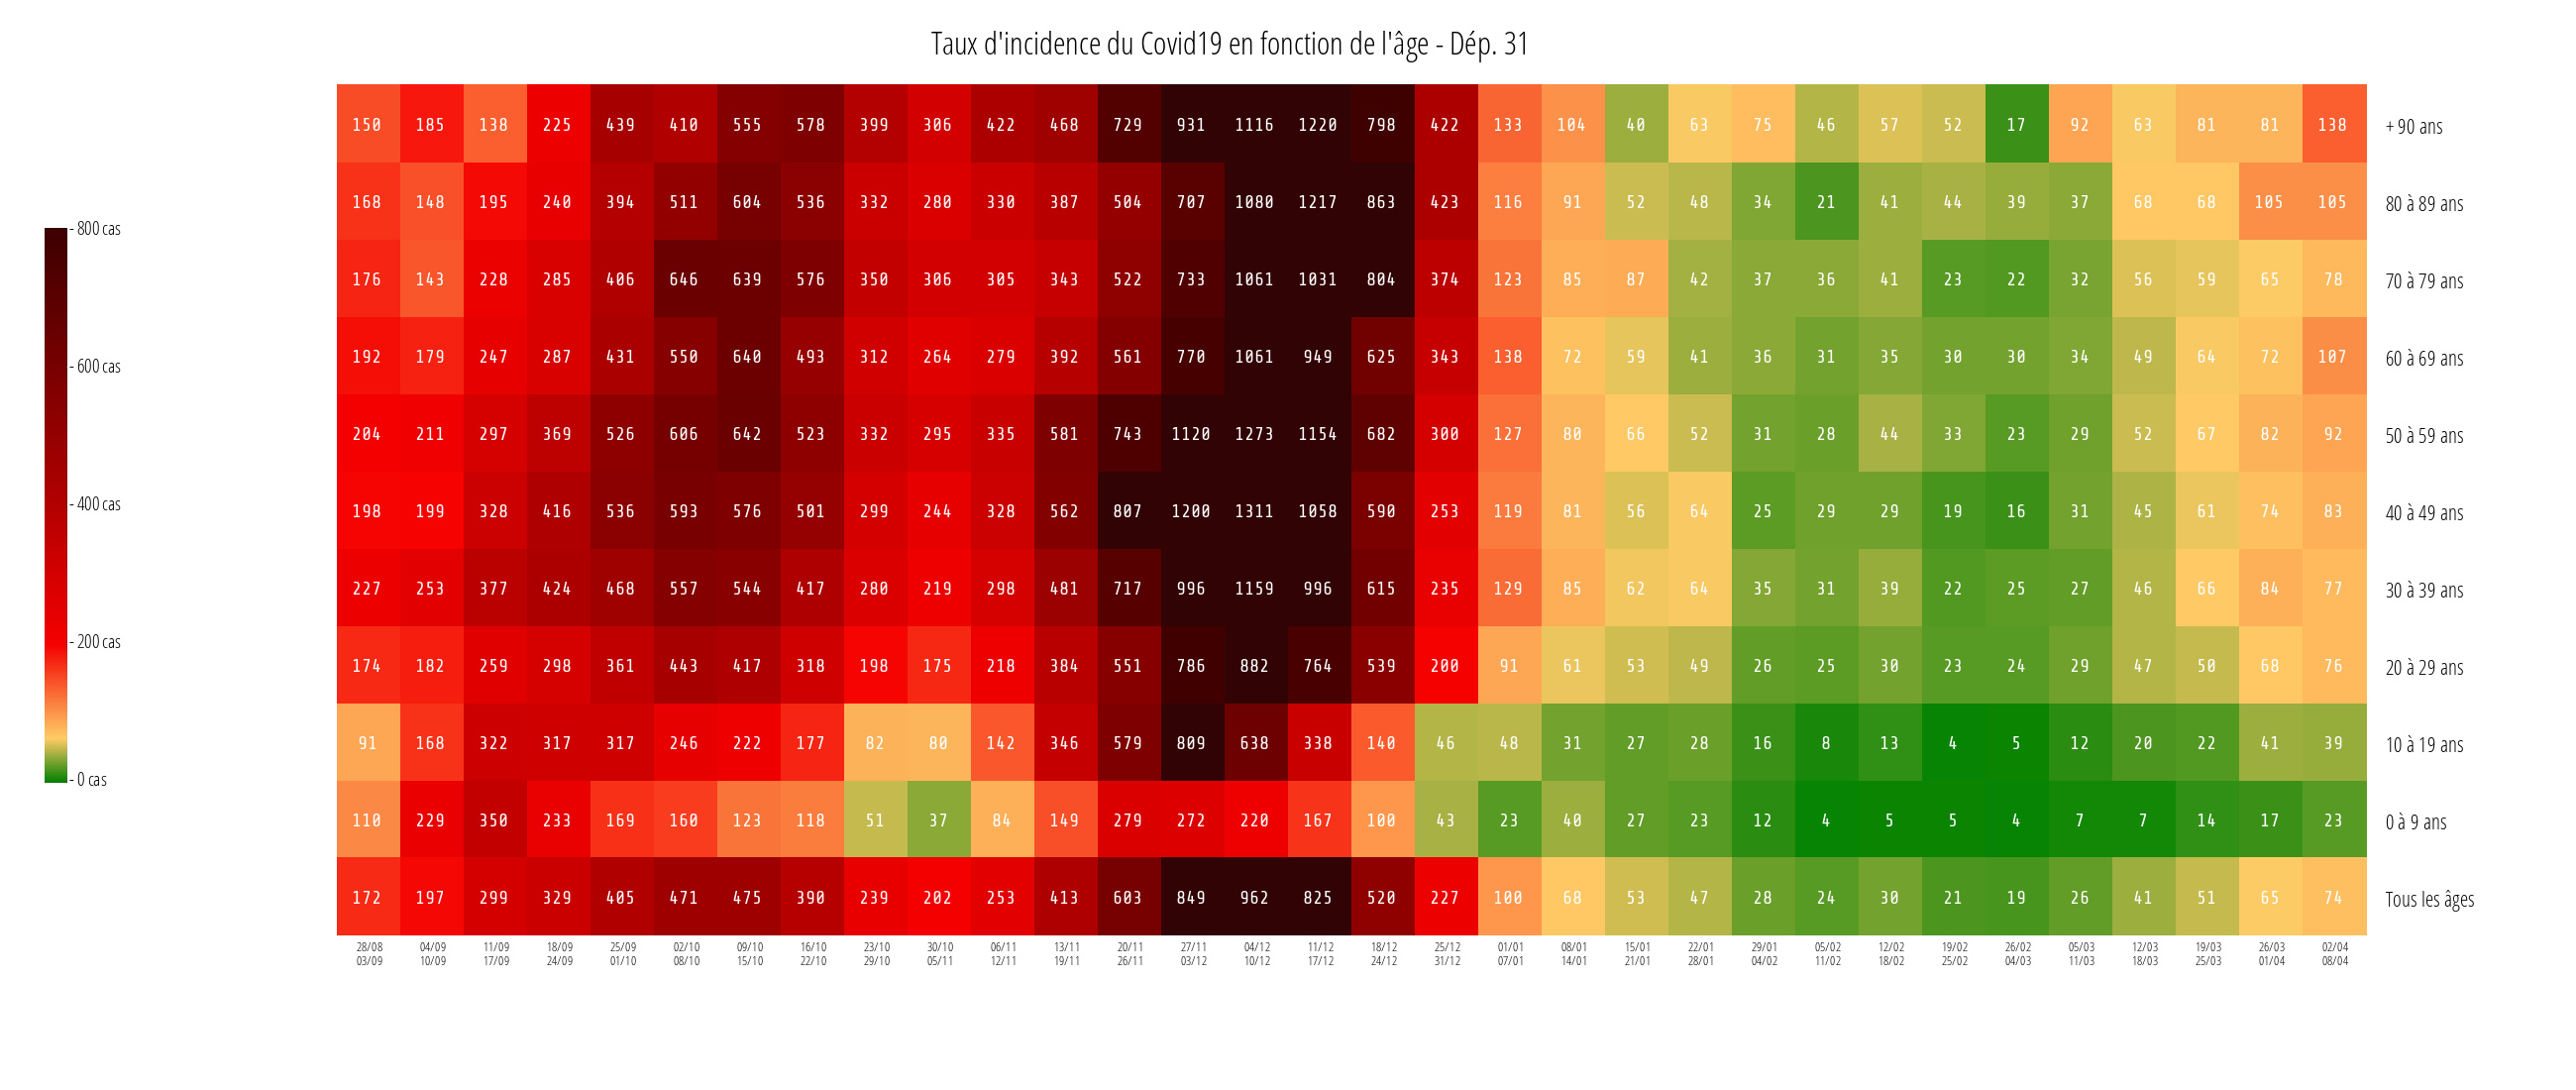 Taux d'incidence du Covid19 en fonction de l'âge - Dép. 31
- 800 cas
- 600 cas
- 400 cas
- 200 cas
- 0 cas
150 185 138 225 439 410 555 578 399 306 422 468 729 931 1116 1220 798 422 133 104 40 63 75 46 57 52 17 92 63 81 81 138 + 90 ans
168 148 195 240 394 511 604 536 332 280 330 387 504 707 1080 1217 863 423 116 91 52 48 34 21 41 44 39 37 68 68 105 105 80 à 89 ans
176 143 228 285 406 646 639 576 350 306 305 343 522 733 1061 1031 804 374 123 85 87 42 37 36 41 23 22 32 56 59 65 78 70 à 79 ans
192 179 247 287 431 550 640 493 312 264 279 392 561 770 1061 949 625 343 138 72 59 41 36 31 35 30 30 34 49 64 72 107 60 à 69 ans
204 211 297 369 526 606 642 523 332 295 335 581 743 1120 1273 1154 682 300 127 80 66 52 31 28 44 33 23 29 52 67 82 92 50 à 59 ans
198 199 328 416 536 593 576 501 299 244 328 562 807 1200 1311 1058 590 253 119 81 56 64 25 29 29 19 16 31 45 61 74 83 40 à 49 ans
227 253 377 424 468 557 544 417 280 219 298 481 717 996 1159 996 615 235 129 85 62 64 35 31 39 22 25 27 46 66 84 77 30 à 39 ans
174 182 259 298 361 443 417 318 198 175 218 384 551 786 882 764 539 200 91 61 53 49 26 25 30 23 24 29 47 50 68 76 20 à 29 ans
91 168 322 317 317 246 222 177 82 80 142 346 579 809 638 338 140 46 48 31 27 28 16 8 13 4 5 12 20 22 41 39 10 à 19 ans
110 229 350 233 169 160 123 118 51 37 84 149 279 272 220 167 100 43 23 40 27 23 12 4 5 5 4 7 7 14 17 23 0 à 9 ans
172 197 299 329 405 471 475 390 239 202 253 413 603 849 962 825 520 227 100 68 53 47 28 24 30 21 19 26 41 51 65 74 Tous les âges
28/08 04/09 11/09 18/09 25/09 02/10 09/10 16/10 23/10 30/10 06/11 13/11 20/11 27/11 04/12 11/12 18/12 25/12 01/01 08/01 15/01 22/01 29/01 05/02 12/02 19/02 26/02 05/03 12/03 19/03 26/03 02/04
03/09 10/09 17/09 24/09 01/10 08/10 15/10 22/10 29/10 05/11 12/11 19/11 26/11 03/12 10/12 17/12 24/12 31/12 07/01 14/01 21/01 28/01 04/02 11/02 18/02 25/02 04/03 11/03 18/03 25/03 01/04 08/04